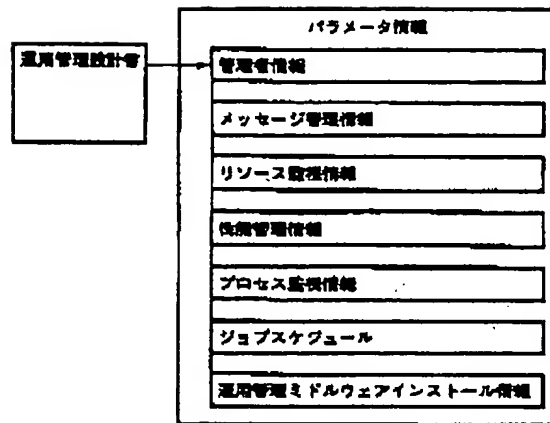 パラメータ情報
運用管理設計書
管理者情報
メッセージ管理情報
リソース監視情報
性能管理情報
プロセス監視情報
ジョブスケジュール
運用管理ミドルウェアインストール情報